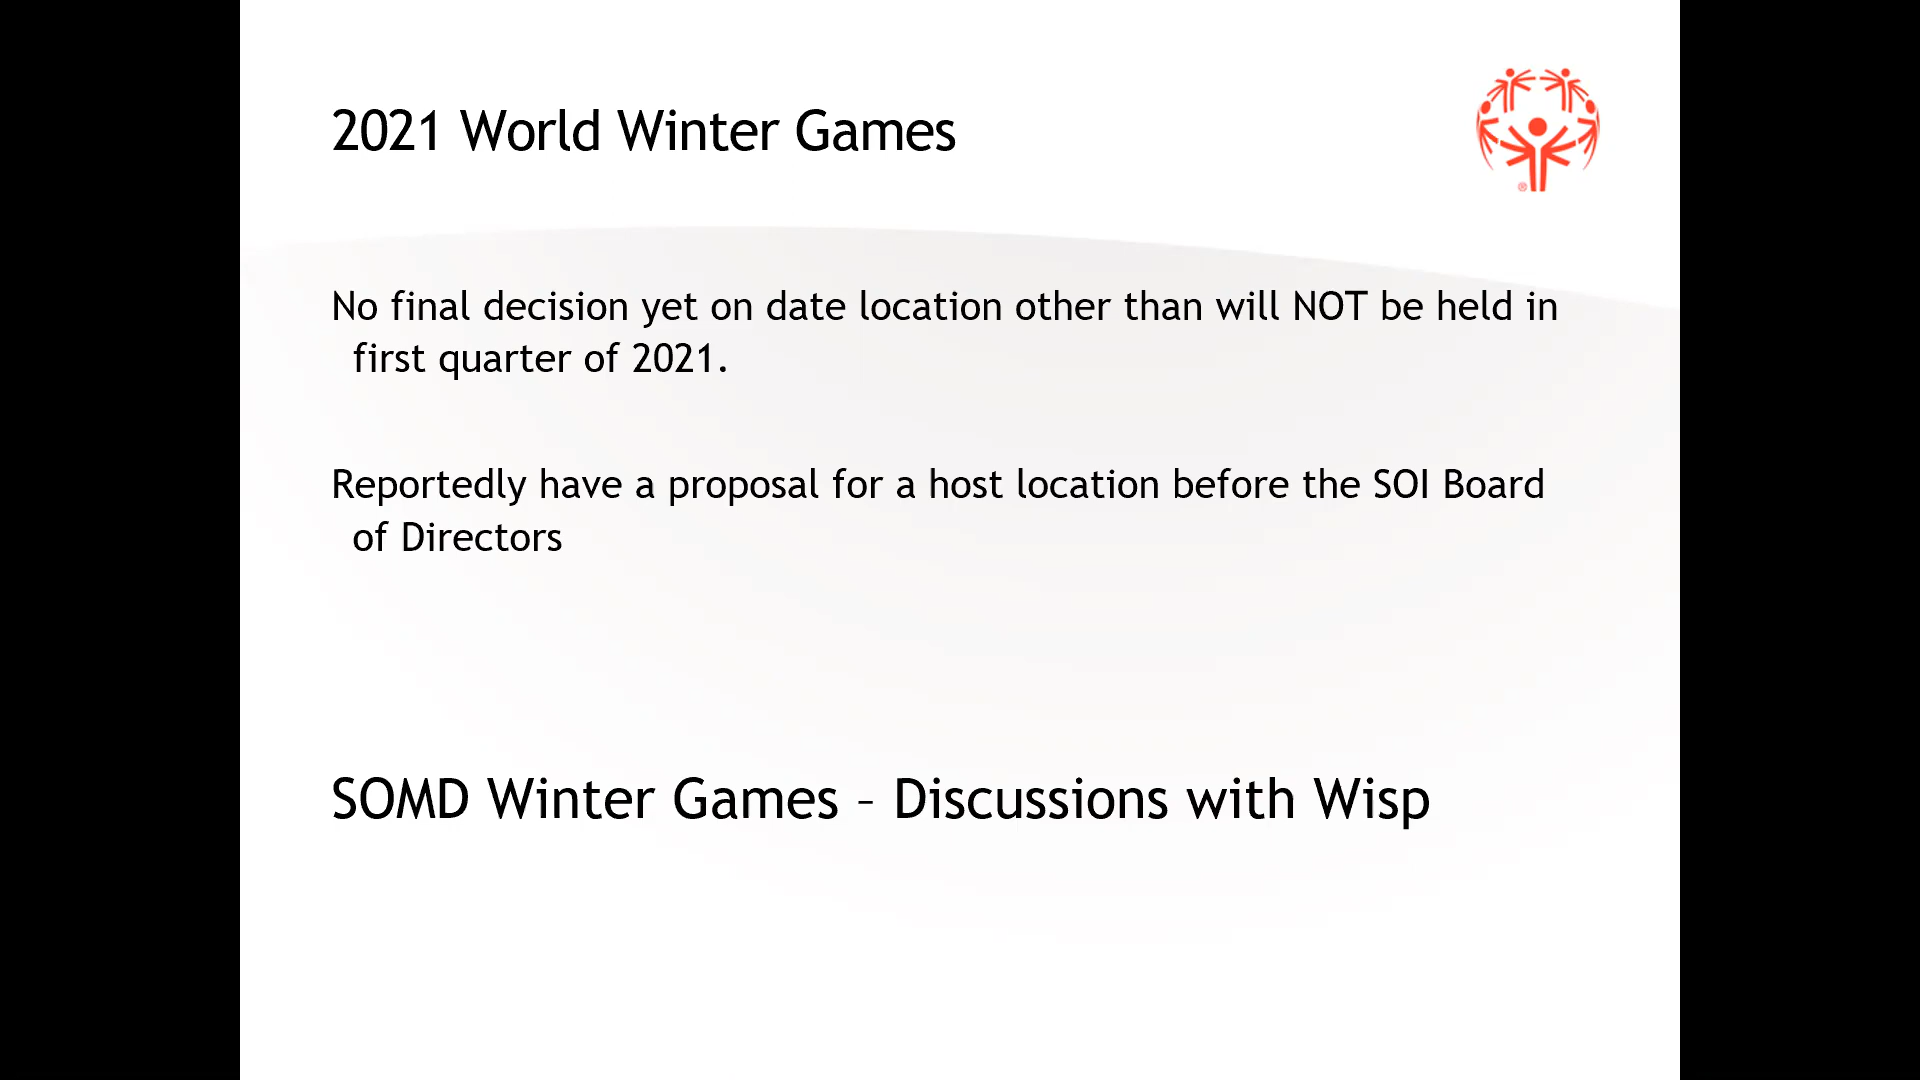 2021 World Winter Games
No final decision yet on date location other than will NOT be held in
first quarter of 2021.
Reportedly have a proposal for a host location before the SOI Board
of Directors
SOMD Winter Games – Discussions with Wisp
®